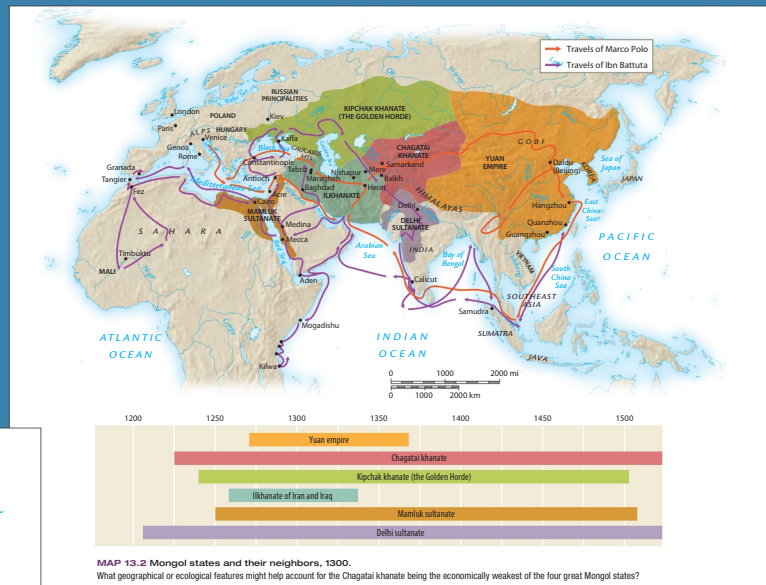 Travels of Marco Polo
Travels of Ibn Battuta
RUSSIAN
PRINCIPALITIES
London
POLAND
KIPCHAK KHANATE
(THE GOLDEN HORDE)
Paris
Kiev
ALPS
HUNGARY
Venice
Kaffa
Genoa
Rome
Black Sea
CAUCASUS
MTS.
CHAGATAI
KHANATE
Samarkand
GOBI
YUAN
EMPIRE
Daidu
(Beijing)
KOREA
Sea of
Japan
JAPAN
Constantinople
Granada
Tangier
Fez
Mediterranean Sea
Antioch
Tabriz
Maragheh
Baghdad
Nishapur
Merv
Balkh
Herat
ILKHANATE
Acre
Cairo
MAMLUK
SULTANATE
HIMALAYAS
Delhi
DELHI
SULTANATE
Hangzhou
East
China
Sea
Quanzhou
Guangzhou
SAHARA
Medina
Mecca
Red Sea
INDIA
Arabian
Sea
Bay of
Bengal
VIETNAM
South
China
Sea
PACIFIC
OCEAN
Timbuktu
MALI
Niger
Aden
Calicut
SOUTHEAST
ASIA
Samudra
SUMATRA
JAVA
Mogadishu
ATLANTIC
OCEAN
INDIAN
OCEAN
Kilwa
0 1000 2000 mi
0 1000 2000 km
1200 1250 1300 1350 1400 1450 1500
Yuan empire
Chagatai khanate
Kipchak khanate (the Golden Horde)
Ilkhanate of Iran and Iraq
Mamluk sultanate
Delhi sultanate
MAP 13.2 Mongol states and their neighbors, 1300.
What geographical or ecological features might help account for the Chagatai khanate being the economically weakest of the four great Mongol states?